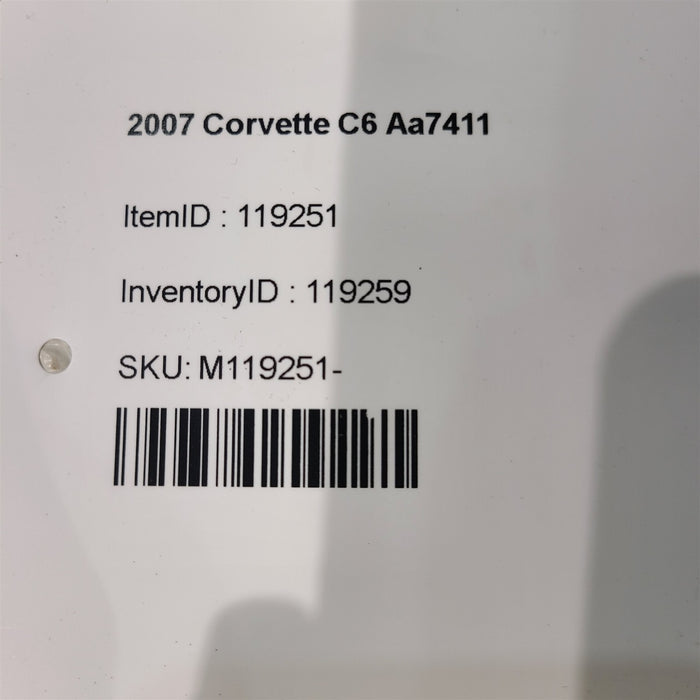 2007 Corvette C6 Aa7411
ItemID : 119251
InventoryID : 119259
SKU: M119251-